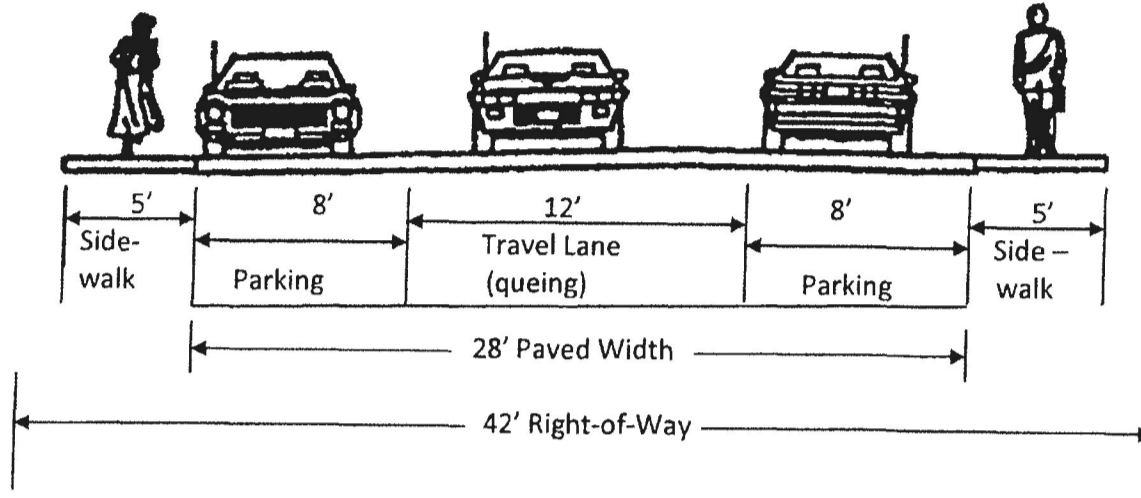 5’ 8’ 12’ 8’ 5’
Side- Travel Lane Side –
walk Parking (queing) Parking walk
28’ Paved Width
42’ Right-of-Way